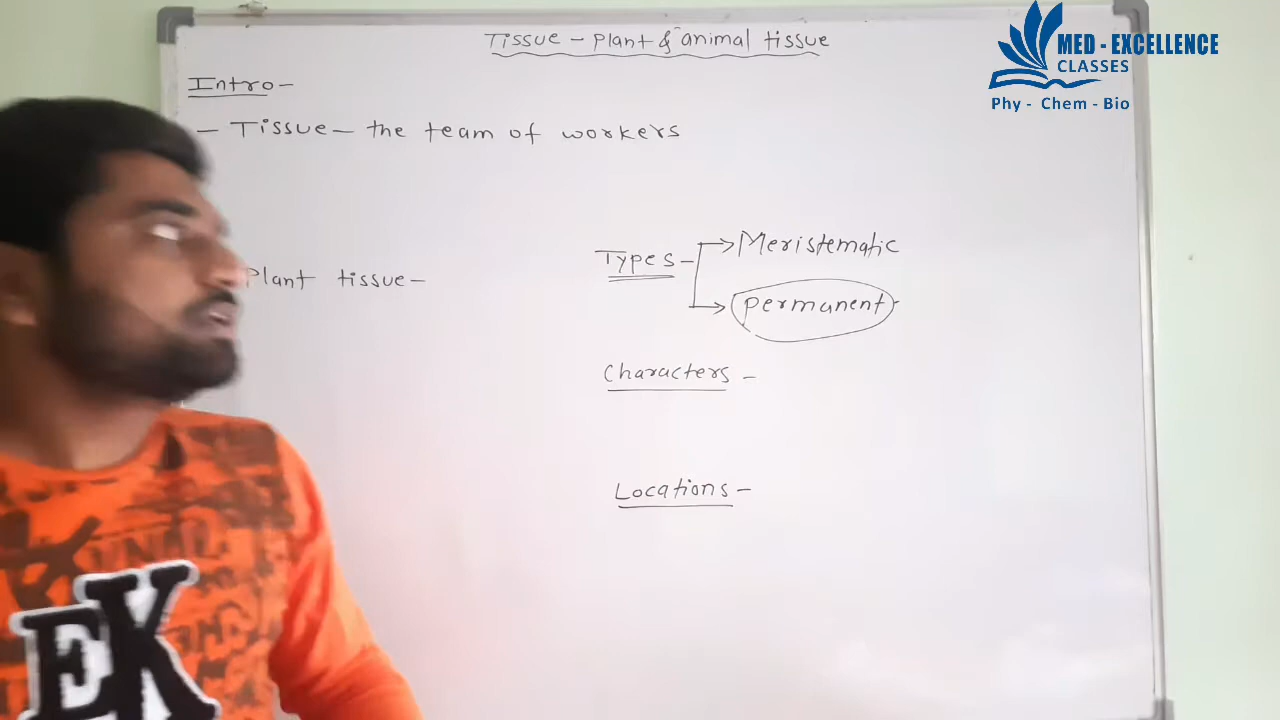 Tissue - Plant & animal tissue
MED - EXCELLENCE
CLASSES
Phy - Chem - Bio
Intro -
- Tissue - the team of workers
Plant tissue -
Types -
Meristematic
permanent
Characters -
Locations -
EK